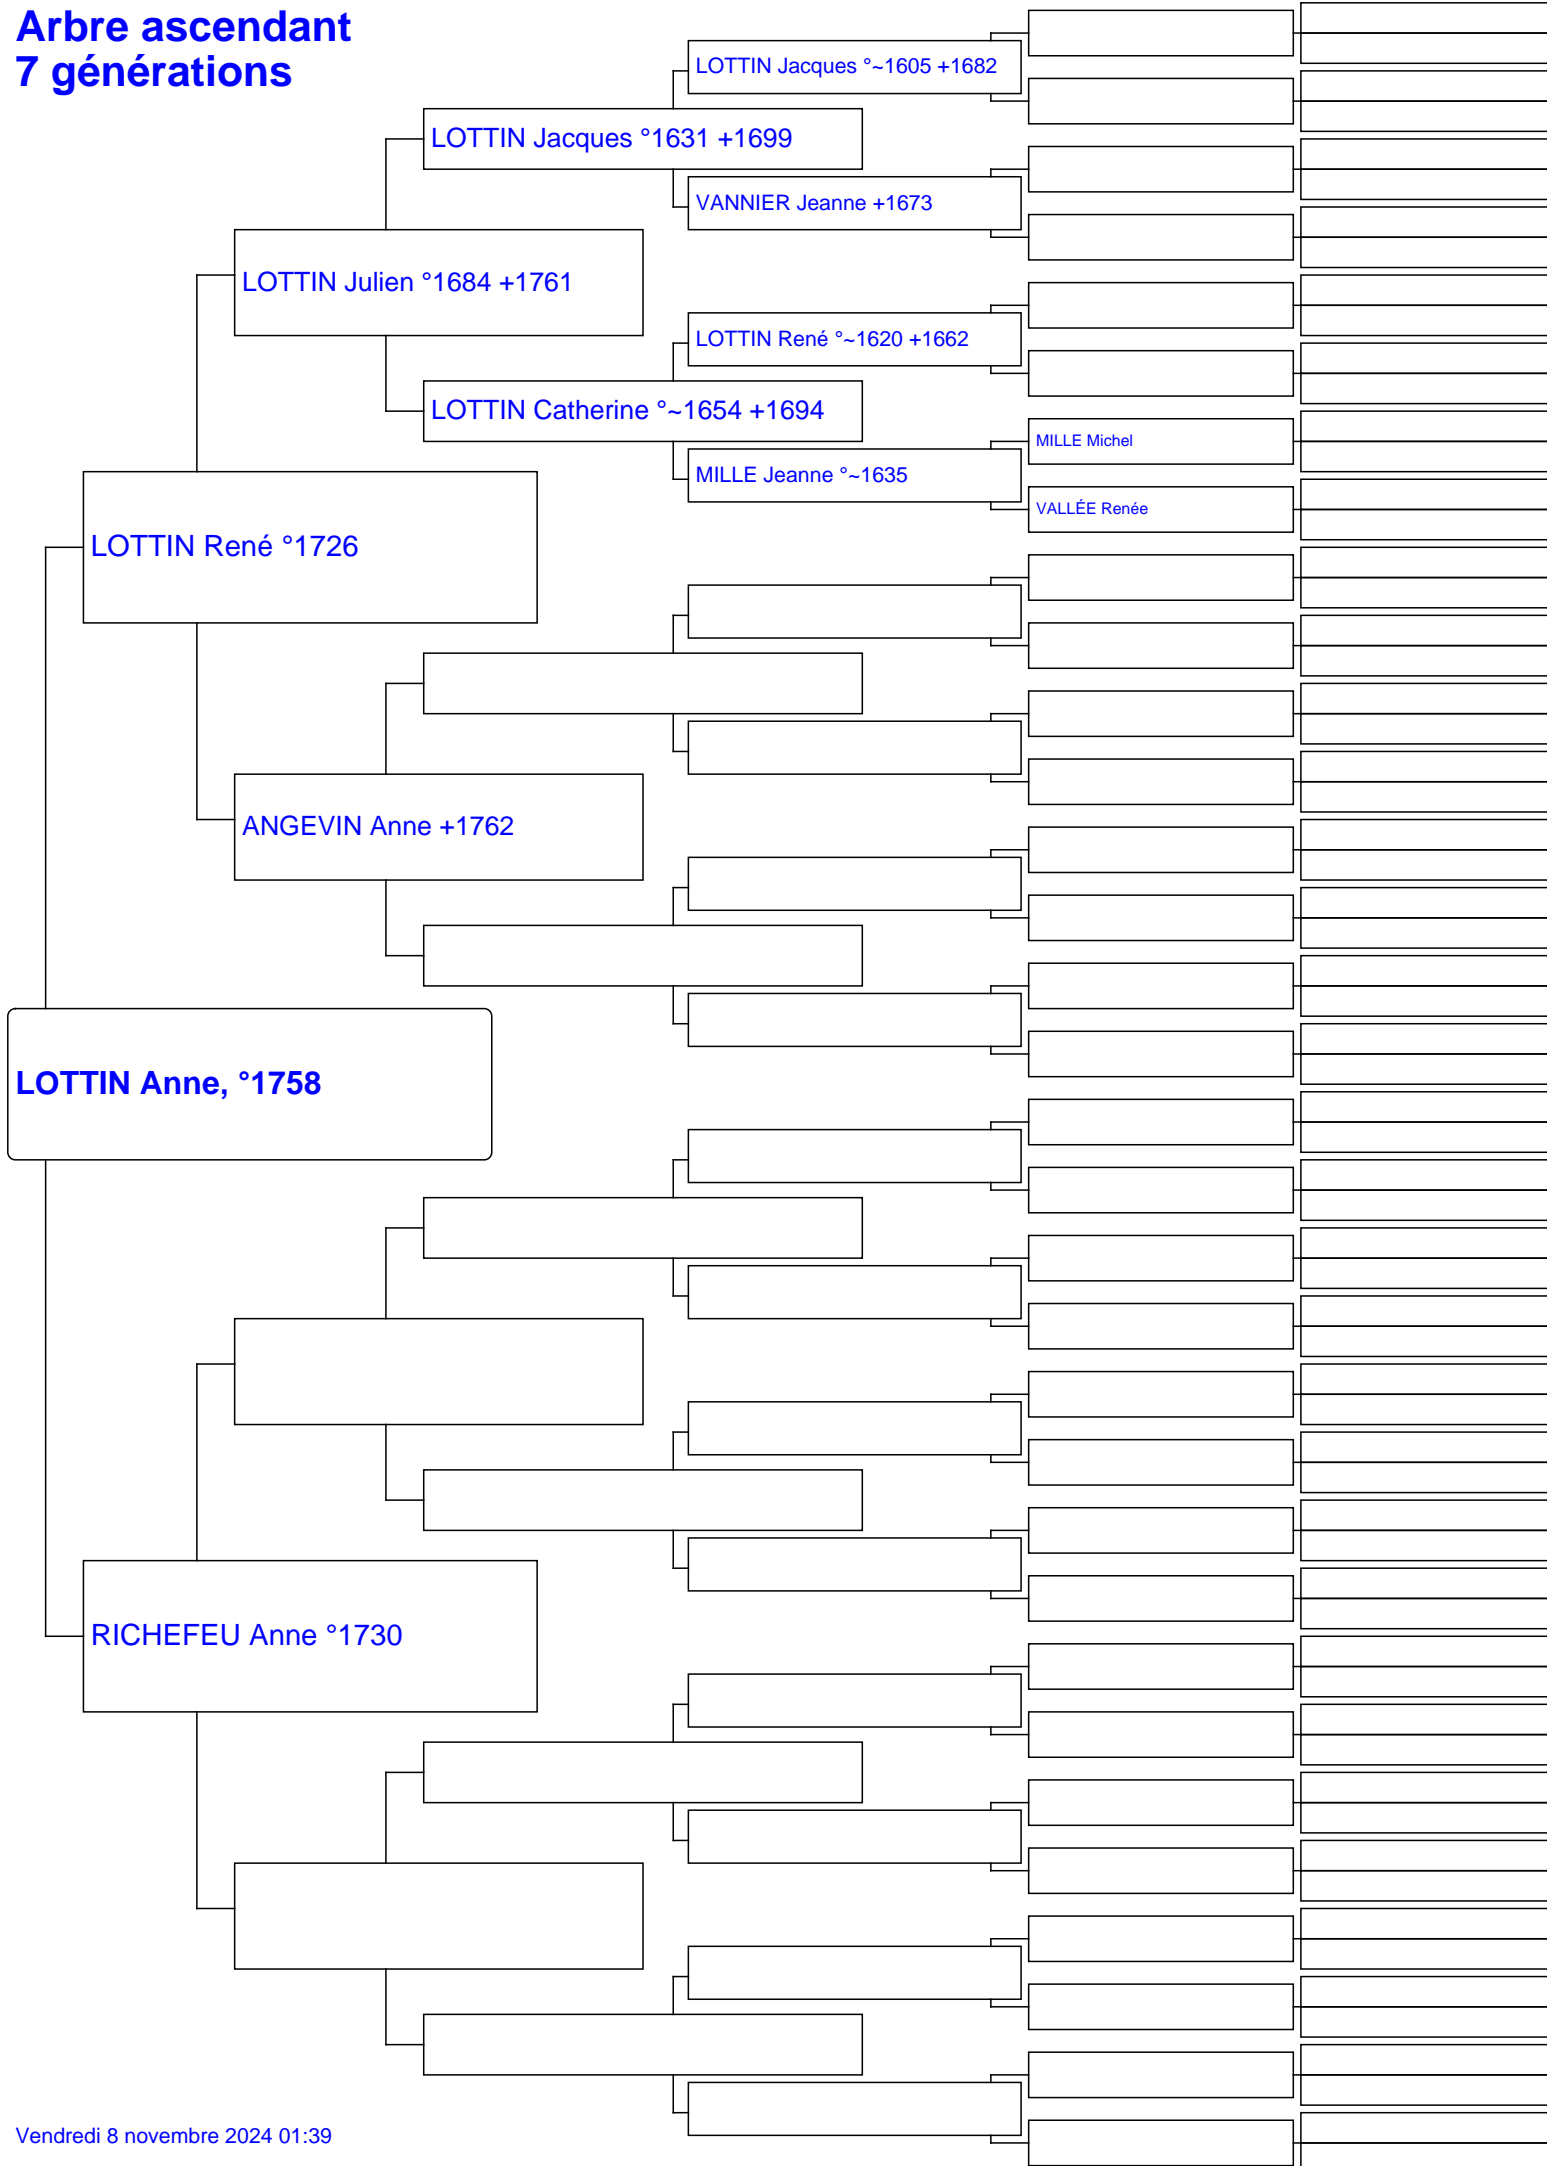 Arbre ascendant
7 générations
LOTTIN Jacques °~1605 +1682
LOTTIN Jacques °1631 +1699
VANNIER Jeanne +1673
LOTTIN Julien °1684 +1761
LOTTIN René °~1620 +1662
LOTTIN Catherine °~1654 +1694
MILLE Michel
MILLE Jeanne °~1635
VALLÉE Renée
LOTTIN René °1726
ANGEVIN Anne +1762
LOTTIN Anne, °1758
RICHEFEU Anne °1730
Vendredi 8 novembre 2024 01:39